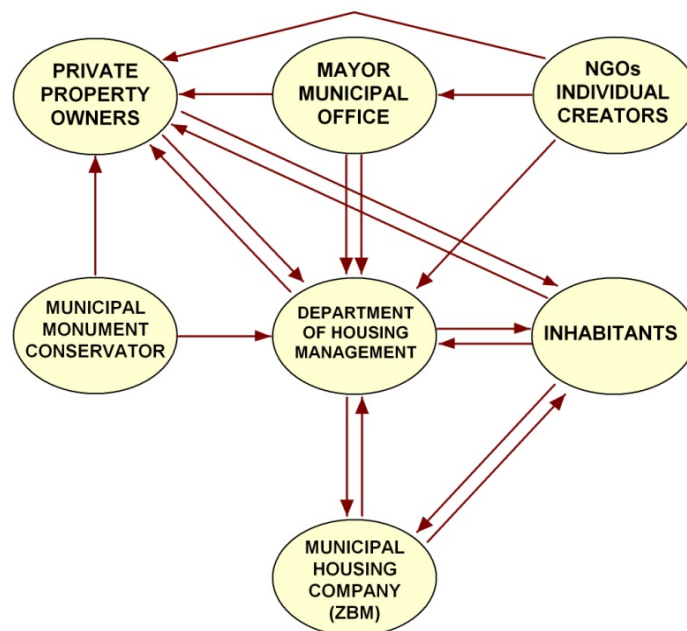 PRIVATE
PROPERTY
OWNERS
MAYOR
MUNICIPAL
OFFICE
NGOs
INDIVIDUAL
CREATORS
MUNICIPAL
MONUMENT
CONSERVATOR
DEPARTMENT
OF HOUSING
MANAGEMENT
INHABITANTS
MUNICIPAL
HOUSING
COMPANY
(ZBM)